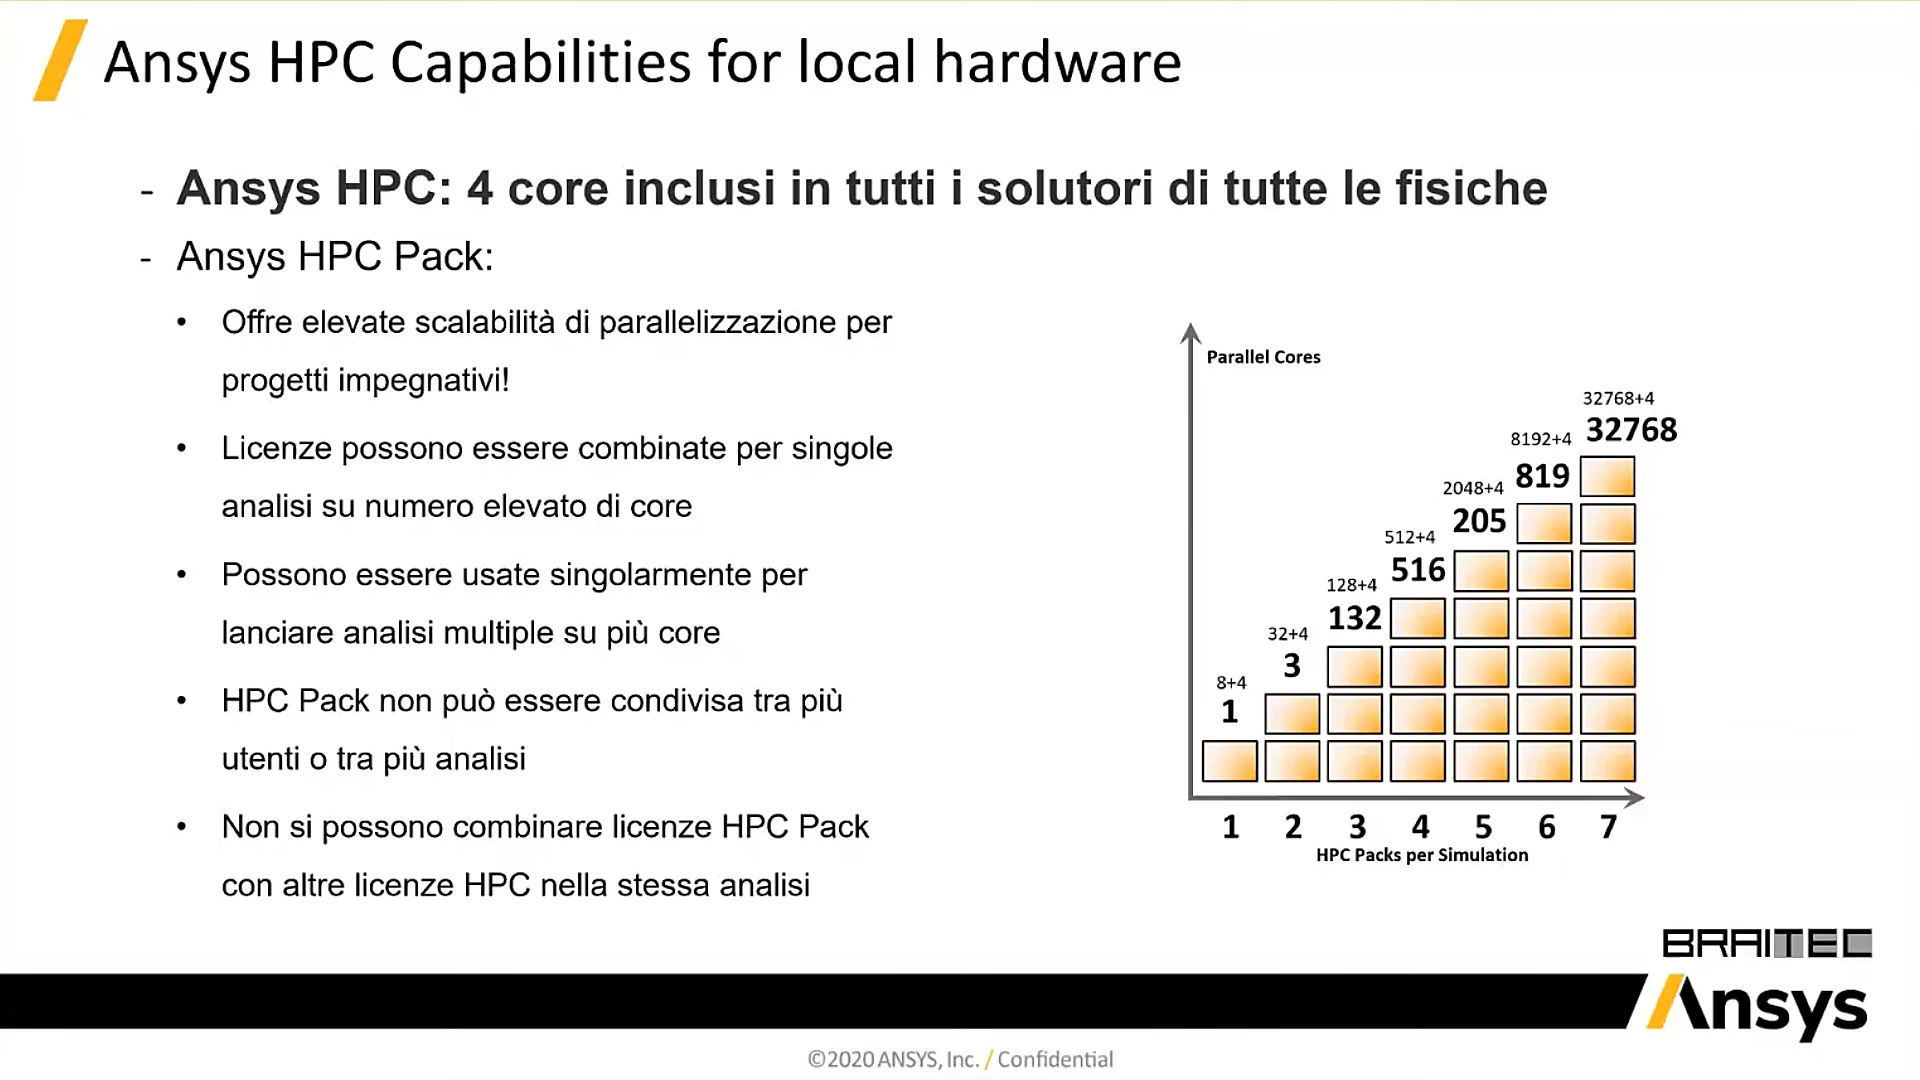 Ansys HPC Capabilities for local hardware
- Ansys HPC: 4 core inclusi in tutti i solutori di tutte le fisiche
- Ansys HPC Pack:
• Offre elevate scalabilità di parallelizzazione per
progetti impegnativi!
• Licenze possono essere combinate per singole
analisi su numero elevato di core
• Possono essere usate singolarmente per
lanciare analisi multiple su più core
• HPC Pack non può essere condivisa tra più
utenti o tra più analisi
• Non si possono combinare licenze HPC Pack
con altre licenze HPC nella stessa analisi
Parallel Cores
32768+4
32768
8192+4
819
2048+4
205
512+4
516
128+4
132
32+4
3
8+4
1
1 2 3 4 5 6 7
HPC Packs per Simulation
BRAITEC
Ansys
©2020 ANSYS, Inc. / Confidential